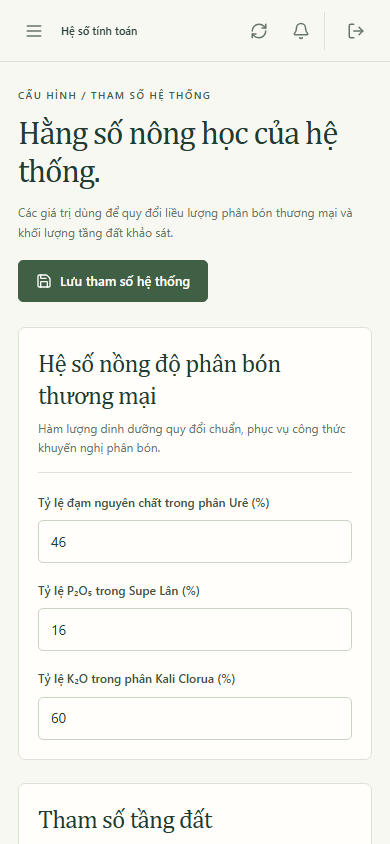 Hệ số tính toán
CẤU HÌNH / THAM SỐ HỆ THỐNG
Hằng số nông học của hệ
thống.
Các giá trị dùng để quy đổi liều lượng phân bón thương mại và
khối lượng tầng đất khảo sát.
Lưu tham số hệ thống
Hệ số nồng độ phân bón
thương mại
Hàm lượng dinh dưỡng quy đổi chuẩn, phục vụ công thức
khuyến nghị phân bón.
Tỷ lệ đạm nguyên chất trong phân Urê (%)
46
Tỷ lệ P₂O₅ trong Supe Lân (%)
16
Tỷ lệ K₂O trong phân Kali Clorua (%)
60
Tham số tầng đất